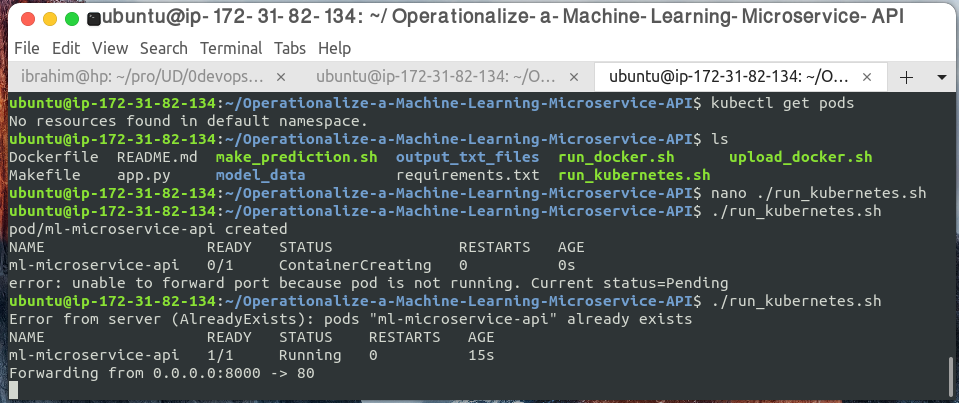 ubuntu@ip-172-31-82-134: ~/Operationalize-a-Machine-Learning-Microservice-API
File Edit View Search Terminal Tabs Help
ibrahim@hp: ~/pro/UD/0devops... × ubuntu@ip-172-31-82-134: ~/O... × ubuntu@ip-172-31-82-134: ~/O... × +
ubuntu@ip-172-31-82-134:~/Operationalize-a-Machine-Learning-Microservice-API$ kubectl get pods
No resources found in default namespace.
ubuntu@ip-172-31-82-134:~/Operationalize-a-Machine-Learning-Microservice-API$ ls
Dockerfile README.md make_prediction.sh output_txt_files run_docker.sh upload_docker.sh
Makefile app.py model_data requirements.txt run_kubernetes.sh
ubuntu@ip-172-31-82-134:~/Operationalize-a-Machine-Learning-Microservice-API$ nano ./run_kubernetes.sh
ubuntu@ip-172-31-82-134:~/Operationalize-a-Machine-Learning-Microservice-API$ ./run_kubernetes.sh
pod/ml-microservice-api created
NAME READY STATUS RESTARTS AGE
ml-microservice-api 0/1 ContainerCreating 0 0s
error: unable to forward port because pod is not running. Current status=Pending
ubuntu@ip-172-31-82-134:~/Operationalize-a-Machine-Learning-Microservice-API$ ./run_kubernetes.sh
Error from server (AlreadyExists): pods "ml-microservice-api" already exists
NAME READY STATUS RESTARTS AGE
ml-microservice-api 1/1 Running 0 15s
Forwarding from 0.0.0.0:8000 -> 80